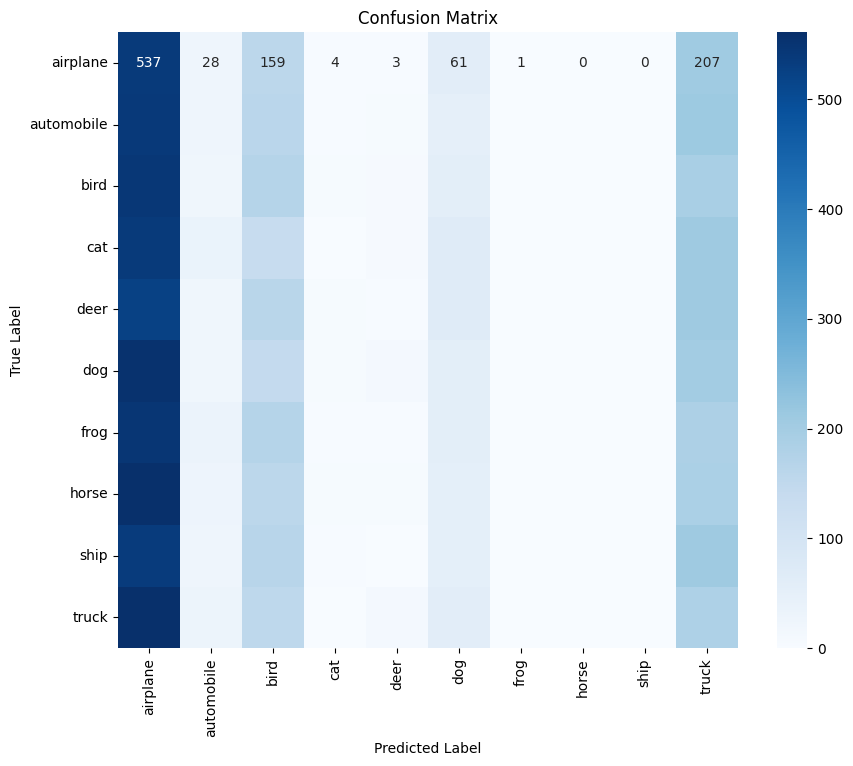 Confusion Matrix
True Label
airplane 537 28 159 4 3 61 1 0 0 207
automobile
bird
cat
deer
dog
frog
horse
ship
truck
airplane automobile bird cat deer dog frog horse ship truck
Predicted Label
500
400
300
200
100
0